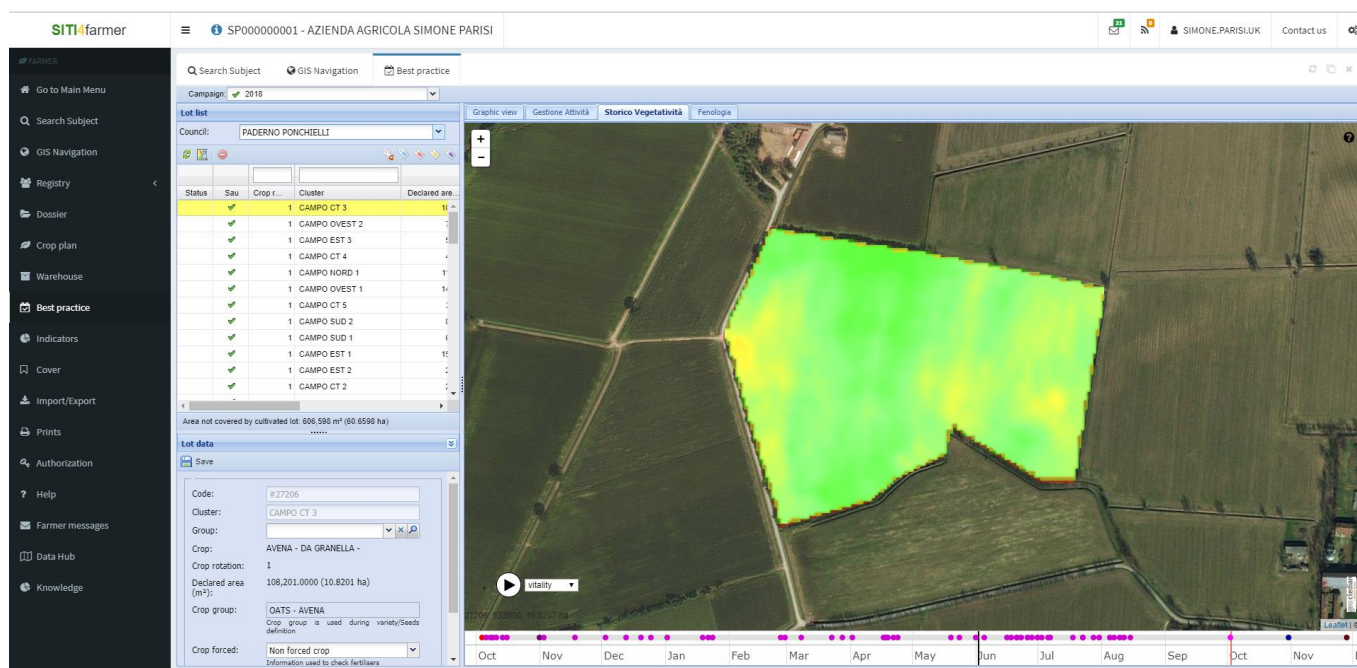 SITI4farmer
SP000000001 - AZIENDA AGRICOLA SIMONE PARISI
21
0
SIMONE.PARISI.UK
Contact us
FARMER
Go to Main Menu
Search Subject
GIS Navigation
Registry
Dossier
Crop plan
Warehouse
Best practice
Indicators
Cover
Import/Export
Prints
Authorization
Help
Farmer messages
Data Hub
Knowledge
Search Subject GIS Navigation Best practice
Campaign: 2018
Lot list
Council: PADERNO PONCHIELLI
Status Sau Crop r... Cluster Declared are...
1 CAMPO CT 3
1 CAMPO OVEST 2
1 CAMPO EST 3
1 CAMPO CT 4
1 CAMPO NORD 1
1 CAMPO OVEST 1
1 CAMPO CT 5
1 CAMPO SUD 2
1 CAMPO SUD 1
1 CAMPO EST 1
1 CAMPO EST 2
1 CAMPO CT 2
Area not covered by cultivated lot: 606,598 m² (60.6598 ha)
Lot data
Save
Code: #27206
Cluster: CAMPO CT 3
Group:
Crop: AVENA - DA GRANELLA -
Crop rotation: 1
Declared area (m²): 108,201.0000 (10.8201 ha)
Crop group: OATS - AVENA
Crop group is used during variety/Seeds
definition
Crop forced: Non forced crop
Information used to check fertilisers
Graphic view Gestione Attività Storico Vegetatività Fenologia
+
-
vitality
Leaflet
Oct Nov Dec Jan Feb Mar Apr May Jun Jul Aug Sep Oct Nov